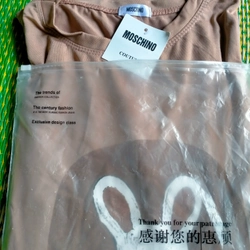 MOSCHINO
MOSCHINO
COUTURE
the trends of
The century fashion
Exclusive design class
Thank you for your patronage
感谢您的惠顾